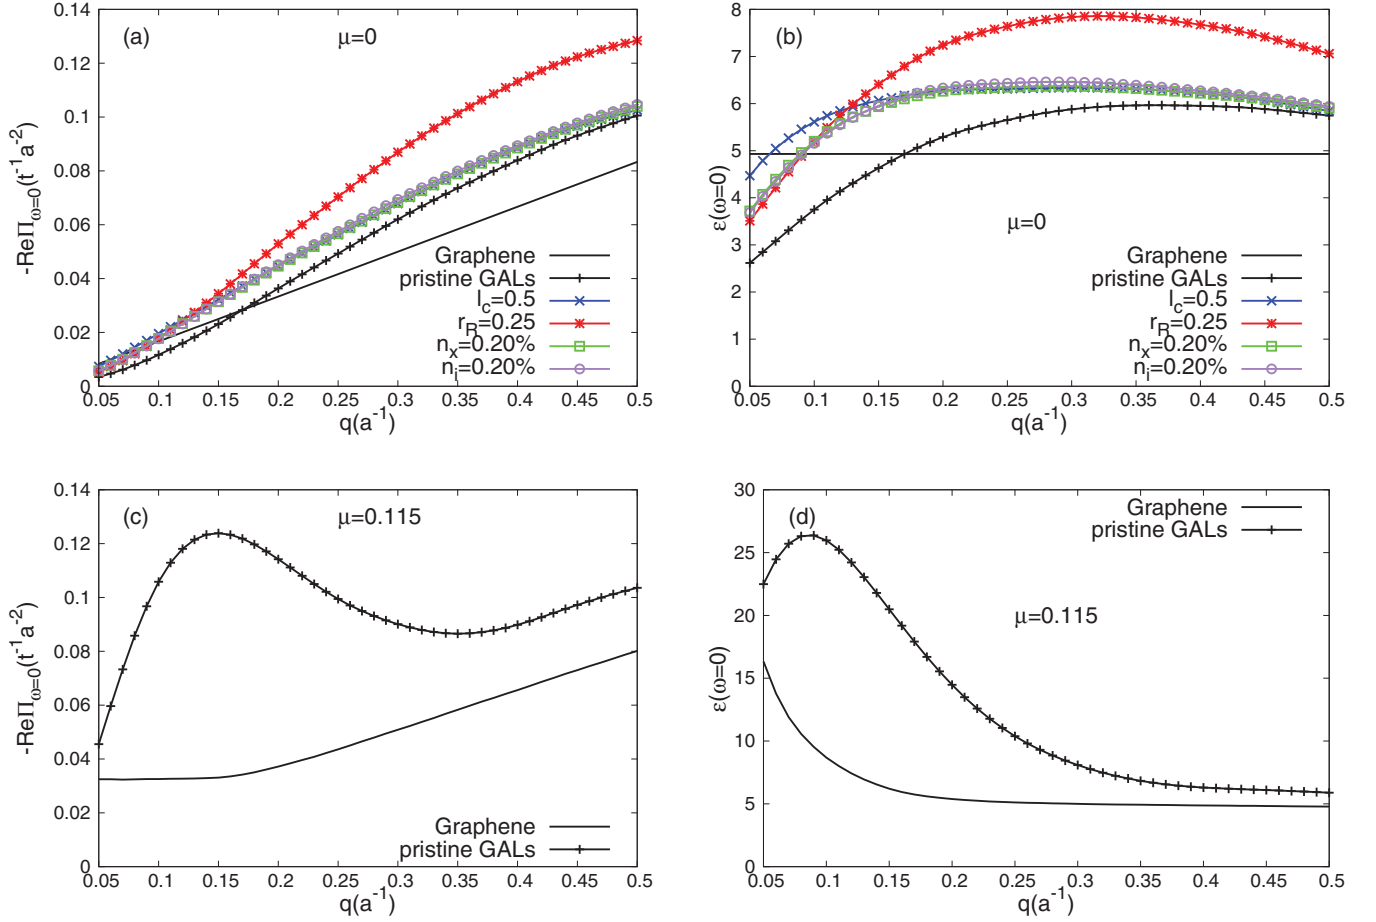 (a)
μ=0
-ReΠω=0(t-1a-2)
0.14
0.12
0.1
0.08
0.06
0.04
0.02
0
Graphene
pristine GALs
lc=0.5
rR=0.25
nx=0.20%
ni=0.20%
0.05 0.1 0.15 0.2 0.25 0.3 0.35 0.4 0.45 0.5
q(a-1)
(b)
ε(ω=0)
8
7
6
5
4
3
2
1
0
μ=0
Graphene
pristine GALs
lc=0.5
rR=0.25
nx=0.20%
ni=0.20%
0.05 0.1 0.15 0.2 0.25 0.3 0.35 0.4 0.45 0.5
q(a-1)
(c)
μ=0.115
-ReΠω=0(t-1a-2)
0.14
0.12
0.1
0.08
0.06
0.04
0.02
0
Graphene
pristine GALs
0.05 0.1 0.15 0.2 0.25 0.3 0.35 0.4 0.45 0.5
q(a-1)
(d)
Graphene
pristine GALs
μ=0.115
ε(ω=0)
30
25
20
15
10
5
0
0.05 0.1 0.15 0.2 0.25 0.3 0.35 0.4 0.45 0.5
q(a-1)